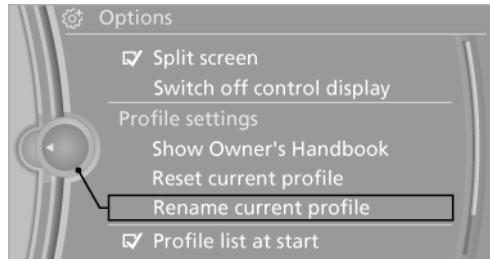 Options
Split screen
Switch off control display
Profile settings
Show Owner's Handbook
Reset current profile
Rename current profile
Profile list at start